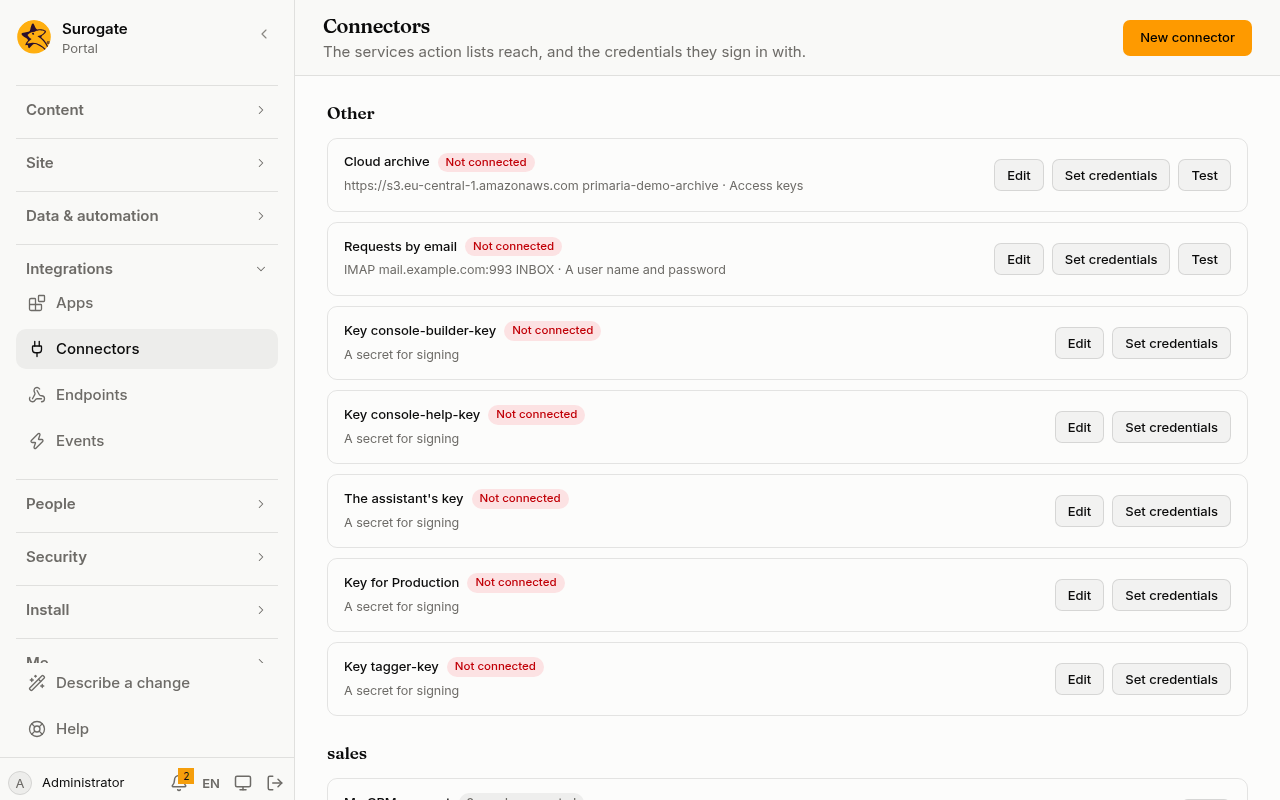 Surogate
Portal
Content
Site
Data & automation
Integrations
Apps
Connectors
Endpoints
Events
People
Security
Install
Describe a change
Help
A Administrator 2 EN
Connectors
The services action lists reach, and the credentials they sign in with.
New connector
Other
Cloud archive Not connected
https://s3.eu-central-1.amazonaws.com primaria-demo-archive · Access keys
Edit Set credentials Test
Requests by email Not connected
IMAP mail.example.com:993 INBOX · A user name and password
Edit Set credentials Test
Key console-builder-key Not connected
A secret for signing
Edit Set credentials
Key console-help-key Not connected
A secret for signing
Edit Set credentials
The assistant's key Not connected
A secret for signing
Edit Set credentials
Key for Production Not connected
A secret for signing
Edit Set credentials
Key tagger-key Not connected
A secret for signing
Edit Set credentials
sales